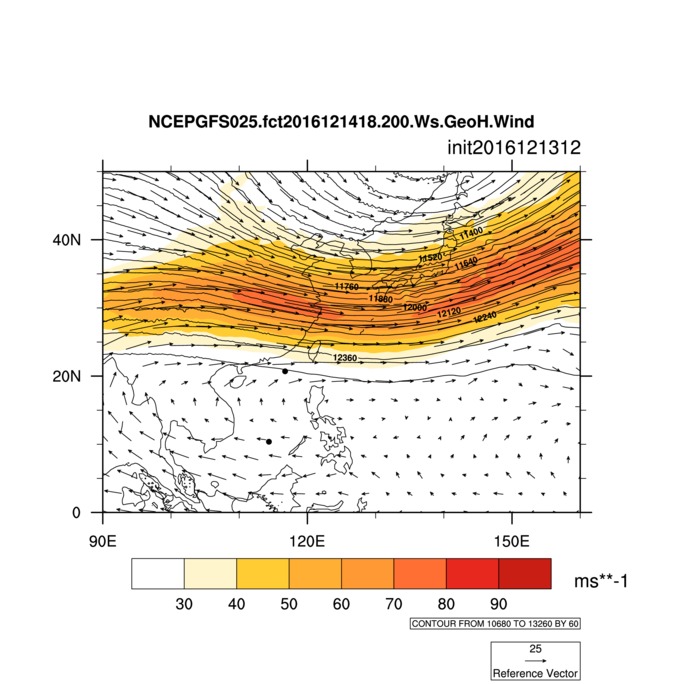 NCEPGFS025.fct2016121418.200.Ws.GeoH.Wind
init2016121312
40N
20N
0
90E 120E 150E
11400
11520
11640
11760
11880
12000
12120
12240
12360
30 40 50 60 70 80 90
ms**-1
CONTOUR FROM 10680 TO 13260 BY 60
25
Reference Vector